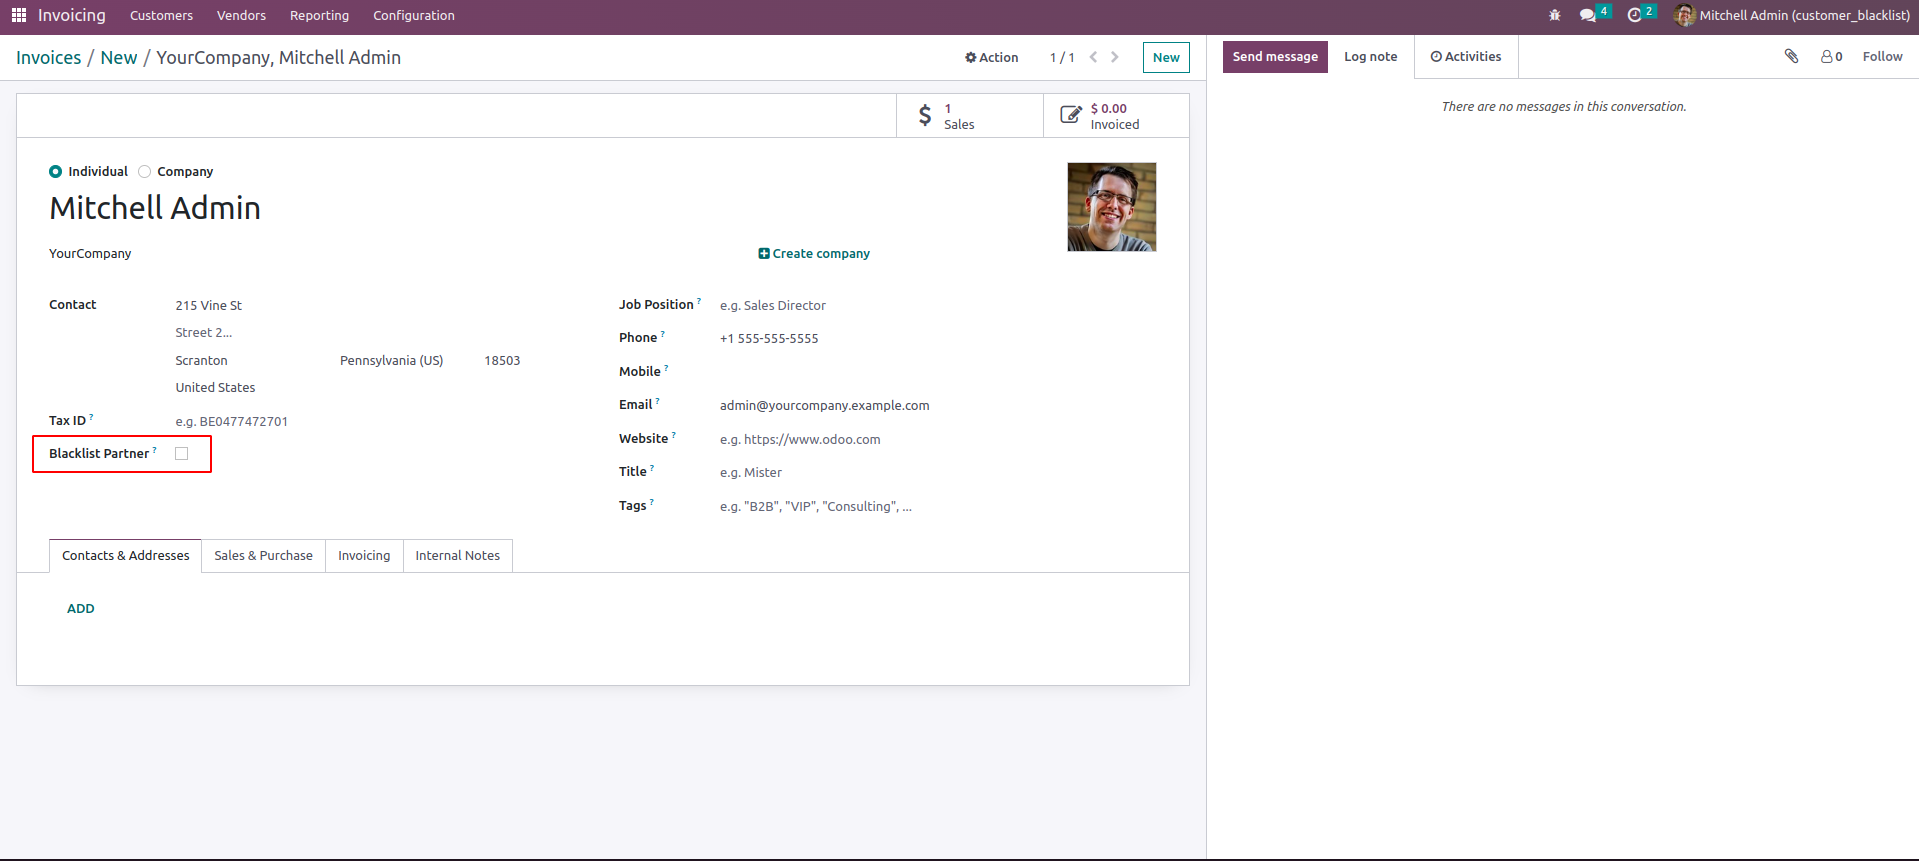 Invoicing Customers Vendors Reporting Configuration 4 2 Mitchell Admin (customer_blacklist)
Invoices / New / YourCompany, Mitchell Admin Action 1 / 1 New Send message Log note Activities 0 Follow
There are no messages in this conversation.
1 Sales
$ 0.00 Invoiced
Individual Company
Mitchell Admin
YourCompany Create company
Contact 215 Vine St
Street 2...
Scranton Pennsylvania (US) 18503
United States
Tax ID ? e.g. BE0477472701
Blacklist Partner ?
Job Position ? e.g. Sales Director
Phone ? +1 555-555-5555
Mobile ?
Email ? admin@yourcompany.example.com
Website ? e.g. https://www.odoo.com
Title ? e.g. Mister
Tags ? e.g. "B2B", "VIP", "Consulting", ...
Contacts & Addresses Sales & Purchase Invoicing Internal Notes
ADD